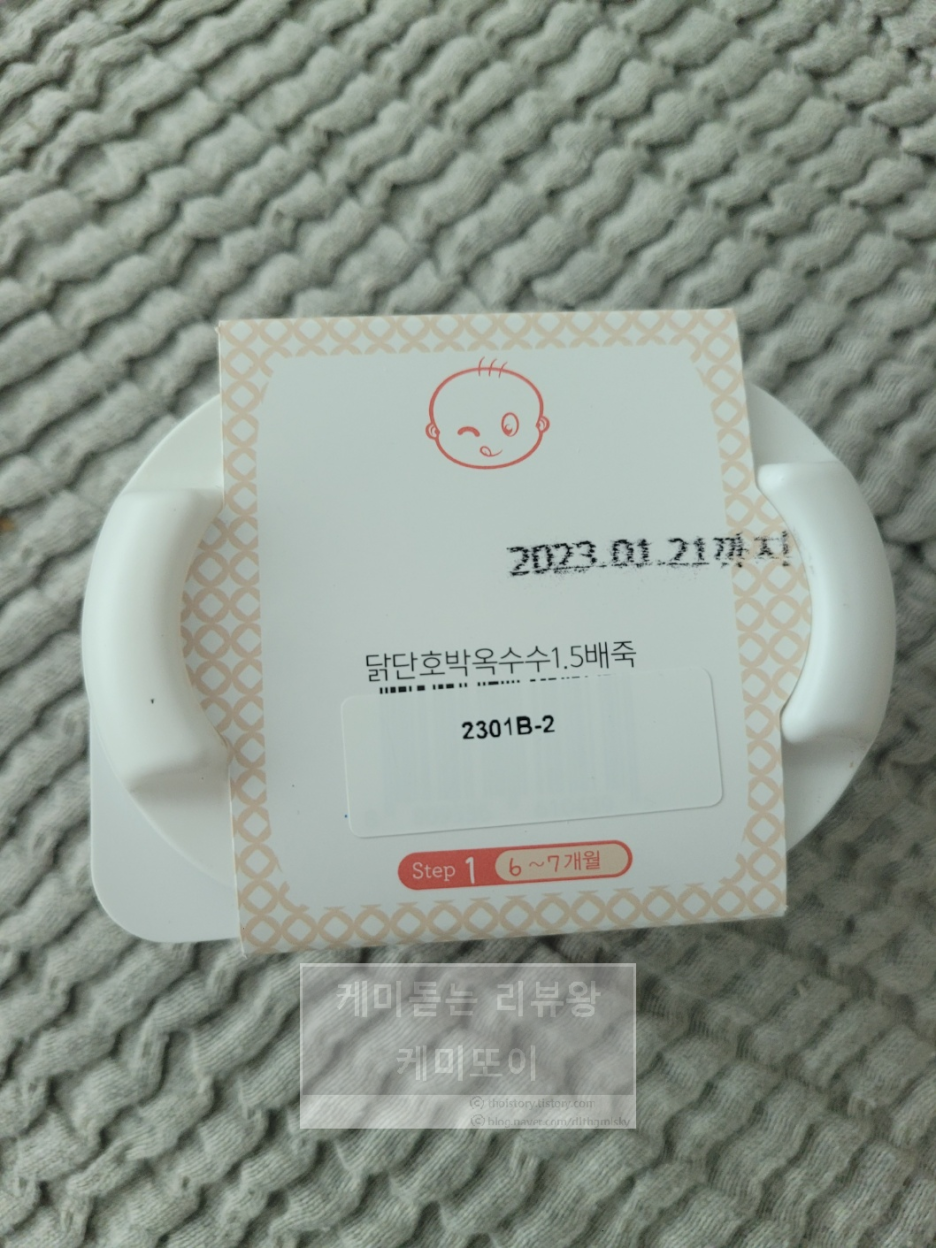 2023.01.21까지
닭단호박옥수수1.5배죽
2301B-2
Step 1 6~7개월
케미돋는 리뷰왕
케미또이